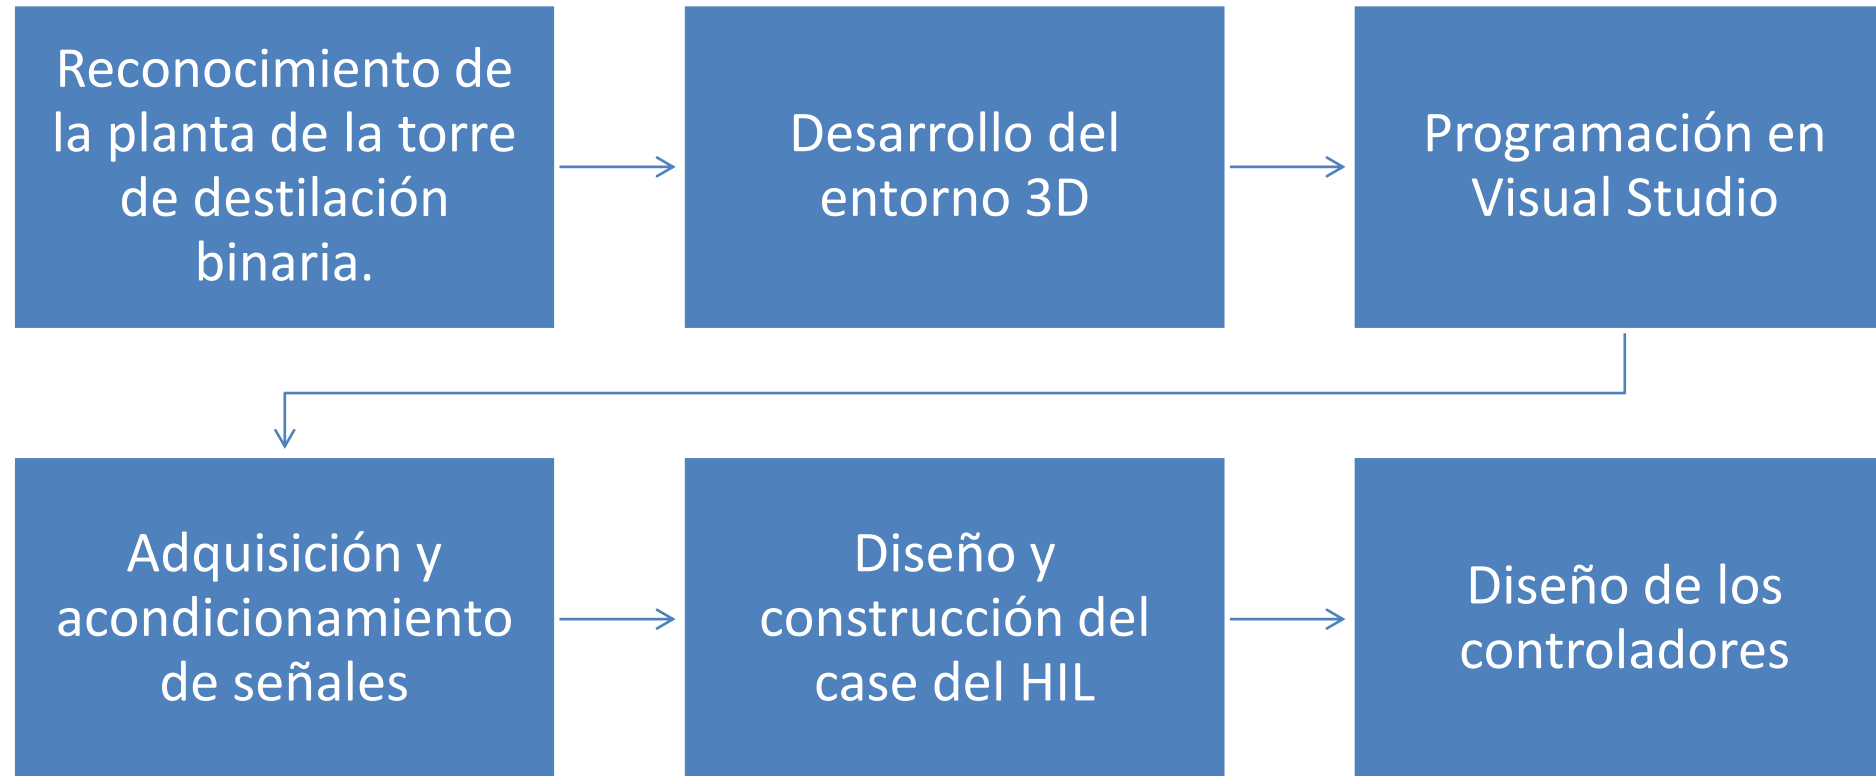 Reconocimiento de
la planta de la torre
de destilación
binaria.
Desarrollo del
entorno 3D
Programación en
Visual Studio
Adquisición y
acondicionamiento
de señales
Diseño y
construcción del
case del HIL
Diseño de los
controladores